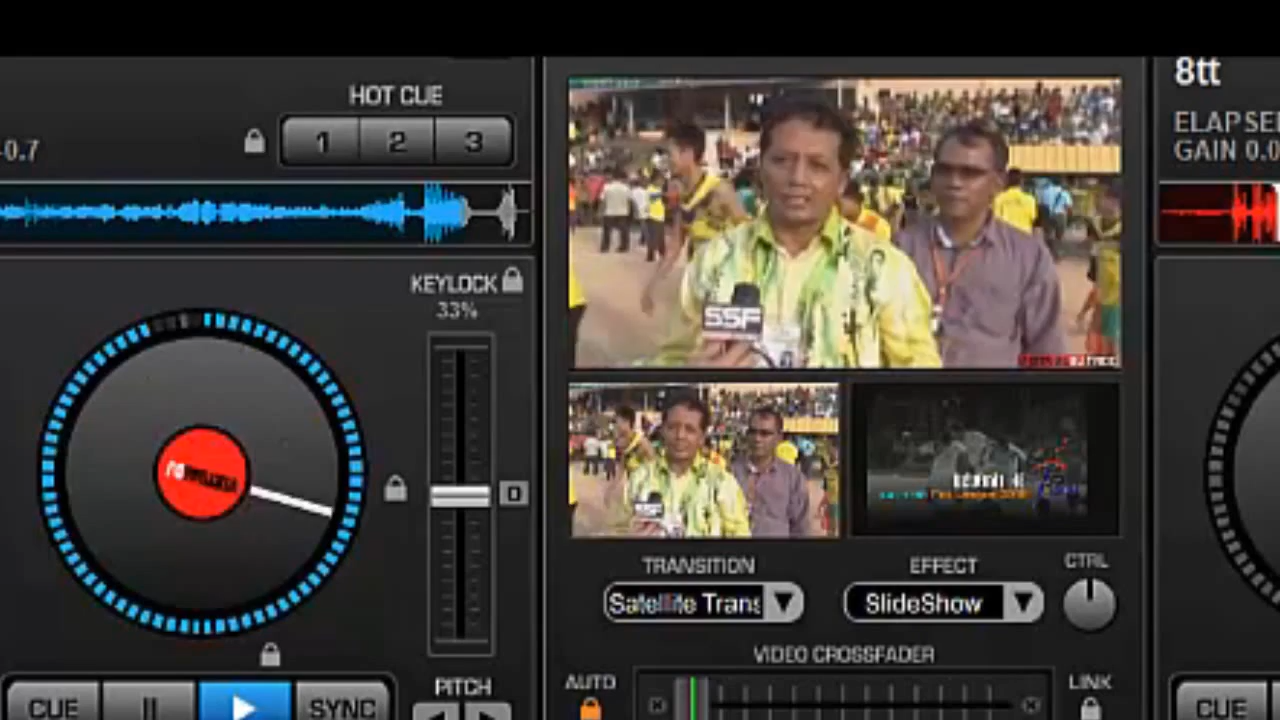 8tt
HOT CUE
ELAPSE
1 2 3
-0.7
GAIN 0.0
KEYLOCK
33%
SSF
0
TRANSITION
EFFECT
CTRL
Satellite Trans
SlideShow
VIDEO CROSSFADER
AUTO
LINK
PITCH
CUE
SYNC
CUE